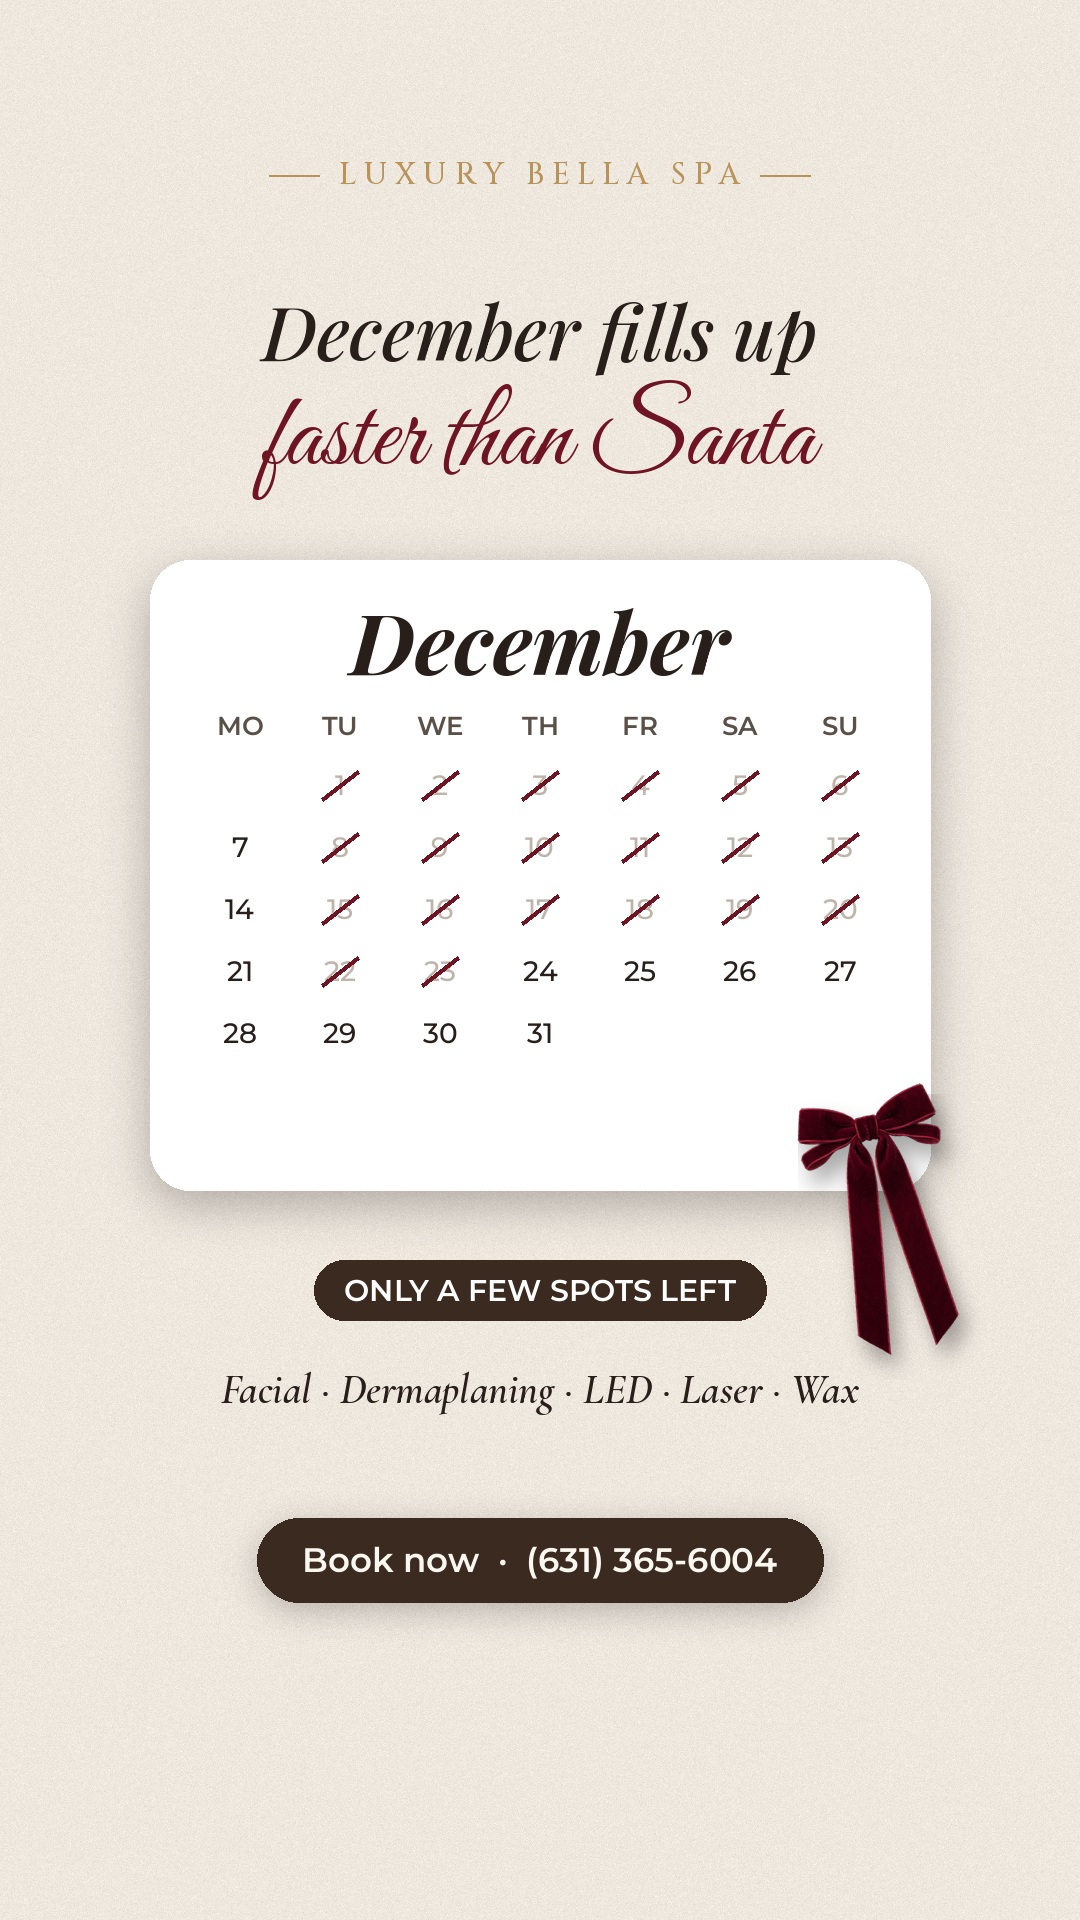 LUXURY BELLA SPA
December fills up
faster than Santa
December
MO TU WE TH FR SA SU
1 2 3 4 5 6
7 8 9 10 11 12 13
14 15 16 17 18 19 20
21 22 23 24 25 26 27
28 29 30 31
ONLY A FEW SPOTS LEFT
Facial · Dermaplaning · LED · Laser · Wax
Book now · (631) 365-6004